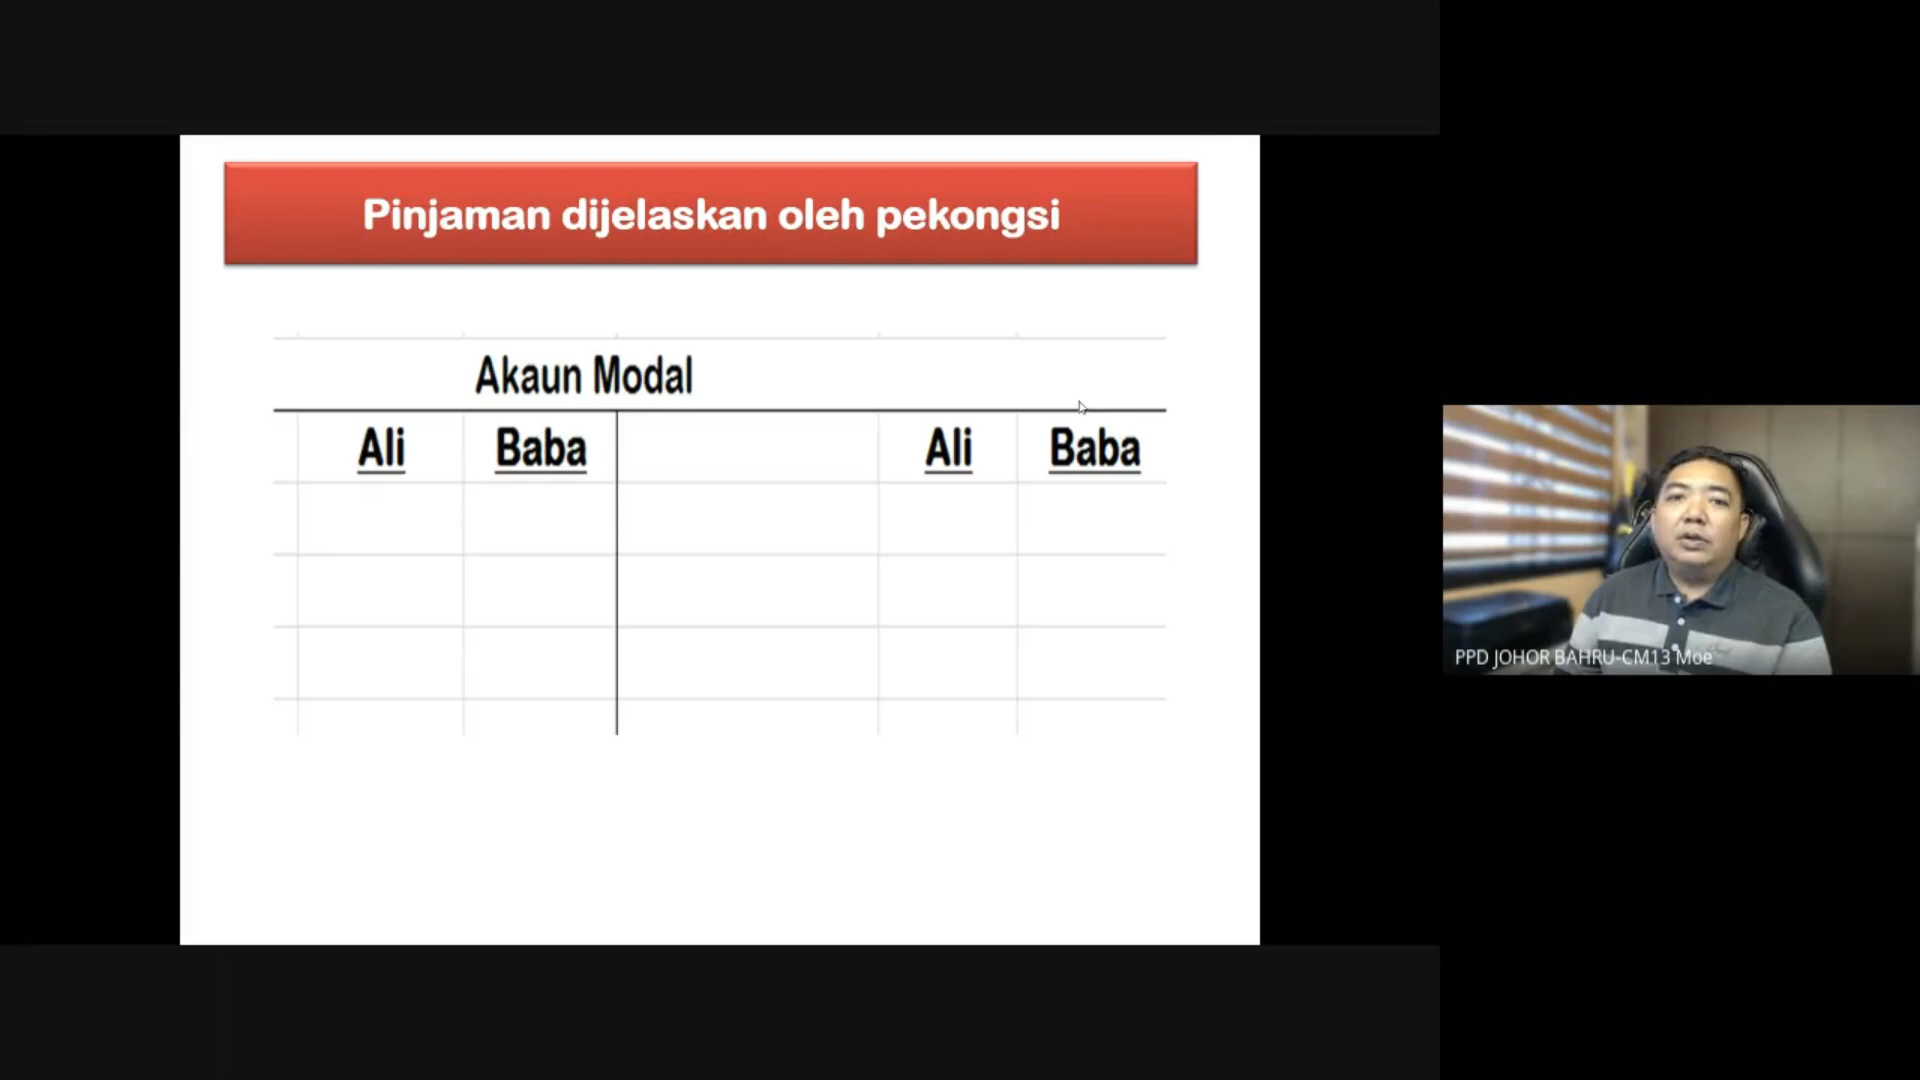 Pinjaman dijelaskan oleh pekongsi
Akaun Modal
Ali Baba Ali Baba
PPD JOHOR BAHRU-CM13 Moe